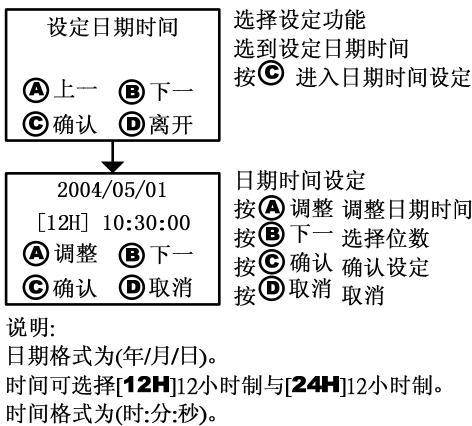 设定日期时间
Ⓐ上一 Ⓑ下一
Ⓒ确认 Ⓓ离开
选择设定功能
选到设定日期时间
按Ⓒ 进入日期时间设定
2004/05/01
[12H] 10:30:00
Ⓐ调整 Ⓑ下一
Ⓒ确认 Ⓓ取消
日期时间设定
按Ⓐ调整 调整日期时间
按Ⓑ下一 选择位数
按Ⓒ确认 确认设定
按Ⓓ取消 取消
说明:
日期格式为(年/月/日)。
时间可选择[12H]12小时制与[24H]12小时制。
时间格式为(时:分:秒)。